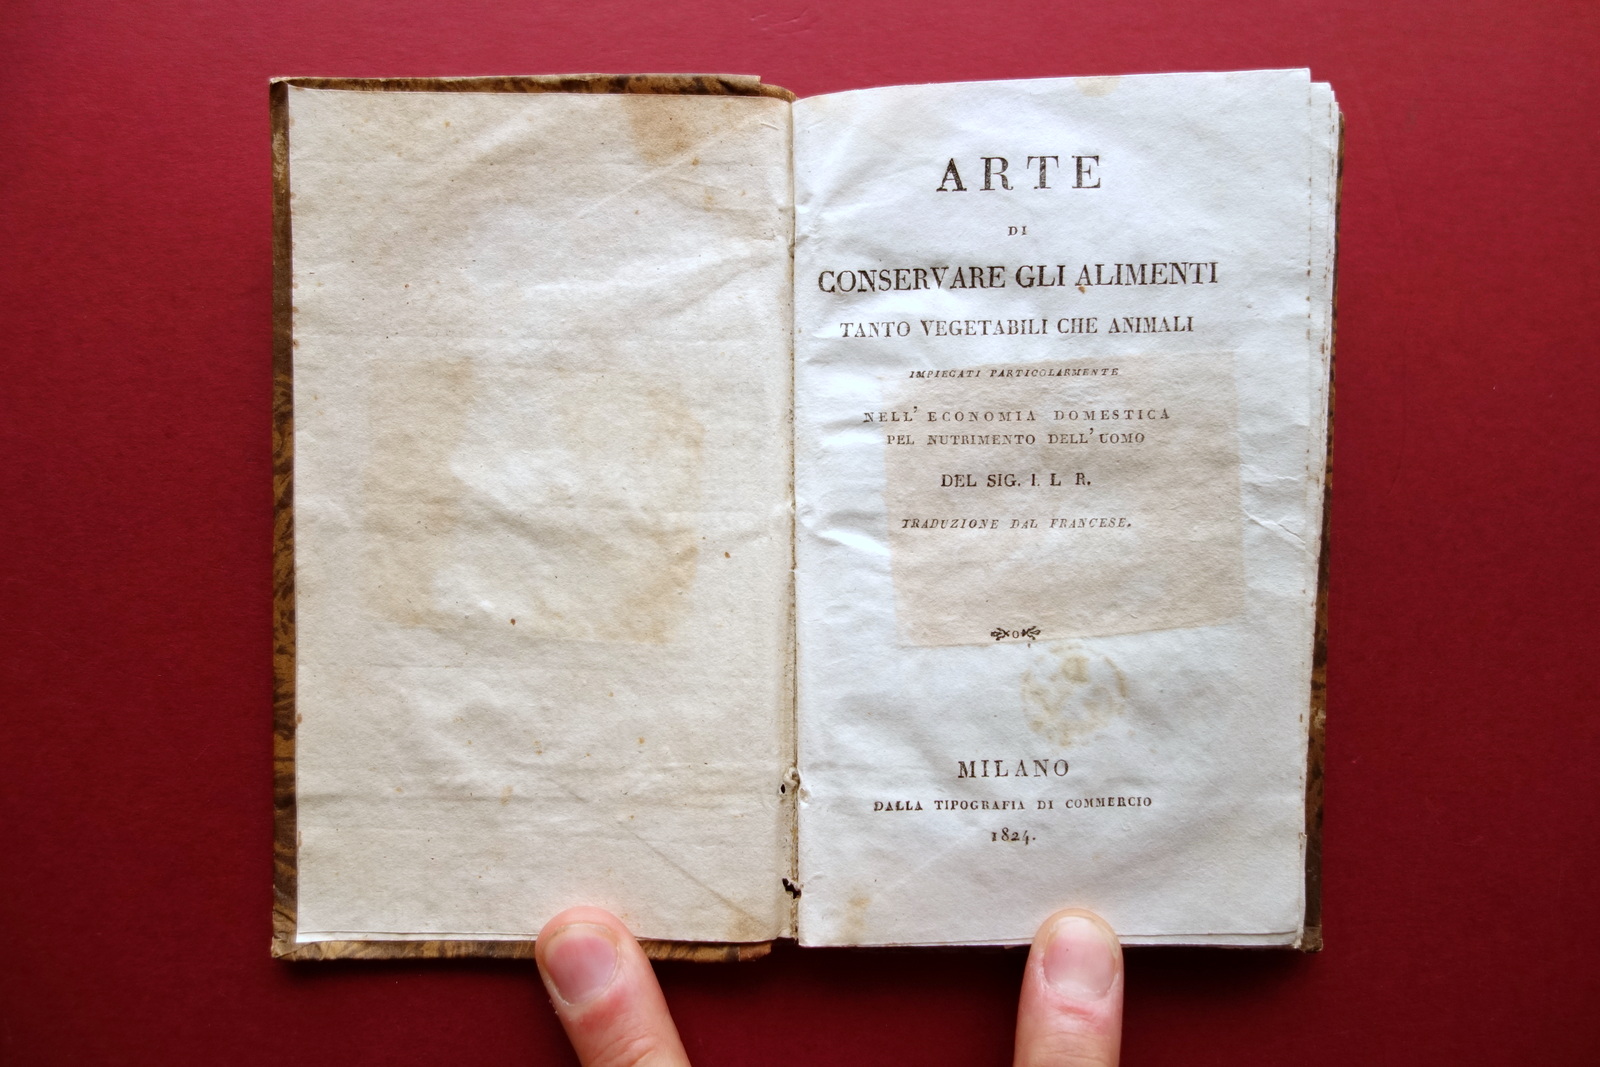 ARTE
DI
CONSERVARE GLI ALIMENTI
TANTO VEGETABILI CHE ANIMALI
IMPIEGATI PARTICOLARMENTE
NELL' ECONOMIA DOMESTICA
PEL NUTRIMENTO DELL' UOMO
DEL SIG. I. L R.
TRADUZIONE DAL FRANCESE.
MILANO
DALLA TIPOGRAFIA DI COMMERCIO
1824.